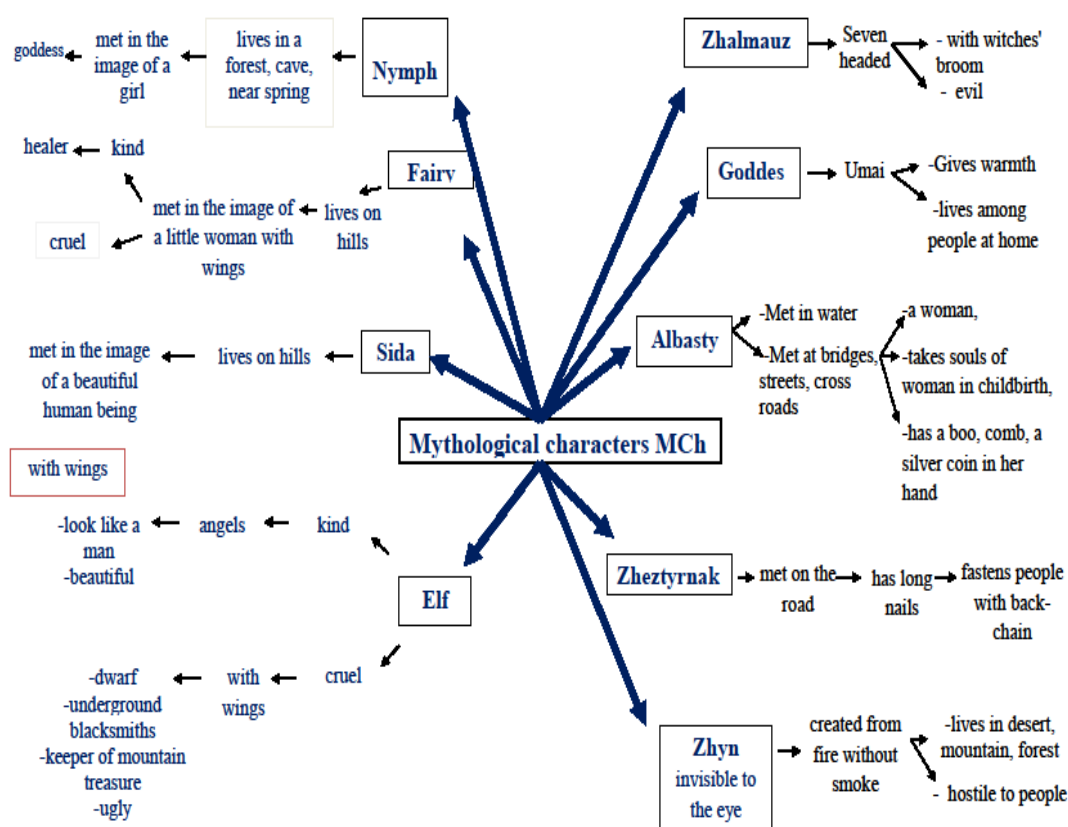 Mythological characters MCh
Nymph
lives in a
forest, cave,
near spring
met in the
image of a
girl
goddess
Fairy
lives on
hills
met in the image of
a little woman with
wings
kind
healer
cruel
Sida
lives on hills
met in the image
of a beautiful
human being
with wings
Elf
kind
angels
-look like a
man
-beautiful
cruel
with
wings
-dwarf
-underground
blacksmiths
-keeper of mountain
treasure
-ugly
Zhalmauz
Seven
headed
- with witches'
broom
- evil
Goddes
Umai
-Gives warmth
-lives among
people at home
Albasty
-Met in water
-Met at bridges,
streets, cross
roads
-a woman,
-takes souls of
woman in childbirth,
-has a boo, comb, a
silver coin in her
hand
Zheztyrnak
met on the
road
has long
nails
fastens people
with back-
chain
Zhyn
invisible to
the eye
created from
fire without
smoke
-lives in desert,
mountain, forest
- hostile to people